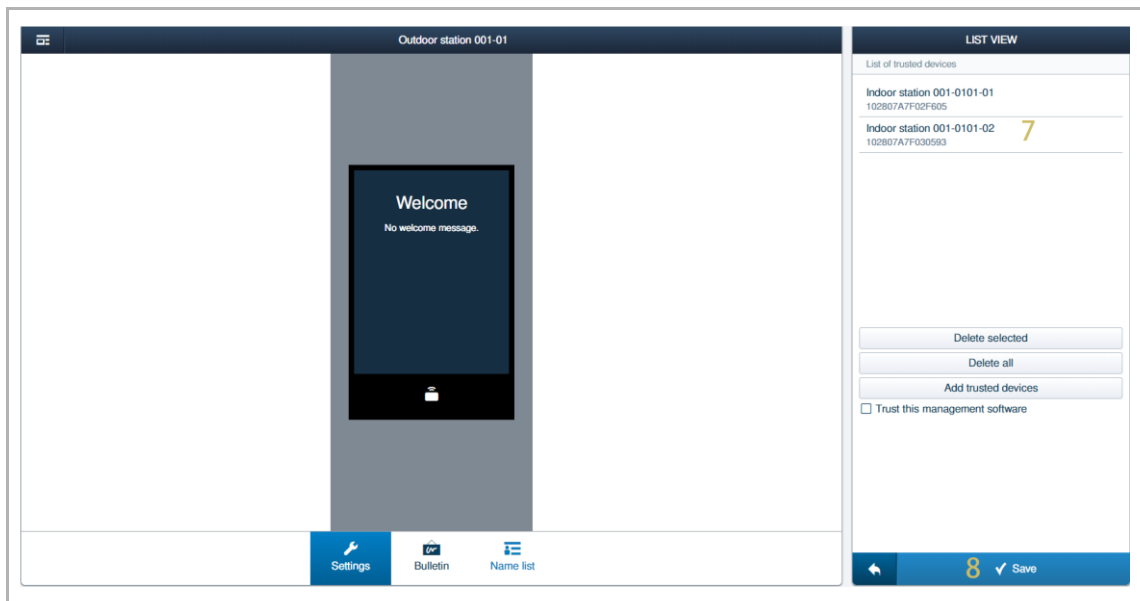 Outdoor station 001-01
Welcome
No welcome message.
Settings
Bulletin
Name list
LIST VIEW
List of trusted devices
Indoor station 001-0101-01
102807A7F02F605
Indoor station 001-0101-02
102807A7F030593
7
Delete selected
Delete all
Add trusted devices
Trust this management software
8 Save